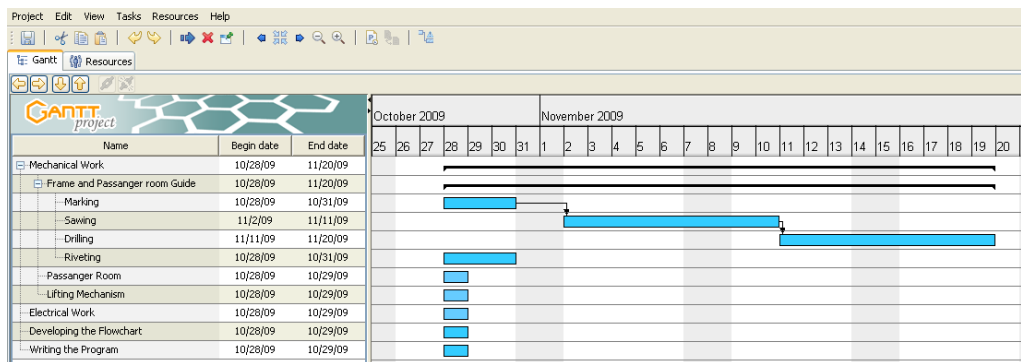 Project Edit View Tasks Resources Help
Gantt Resources
GANTT
project
October 2009 November 2009
Name Begin date End date 25 26 27 28 29 30 31 1 2 3 4 5 6 7 8 9 10 11 12 13 14 15 16 17 18 19 20
Mechanical Work 10/28/09 11/20/09
Frame and Passanger room Guide 10/28/09 11/20/09
Marking 10/28/09 10/31/09
Sawing 11/2/09 11/11/09
Drilling 11/11/09 11/20/09
Riveting 10/28/09 10/31/09
Passanger Room 10/28/09 10/29/09
Lifting Mechanism 10/28/09 10/29/09
Electrical Work 10/28/09 10/29/09
Developing the Flowchart 10/28/09 10/29/09
Writing the Program 10/28/09 10/29/09